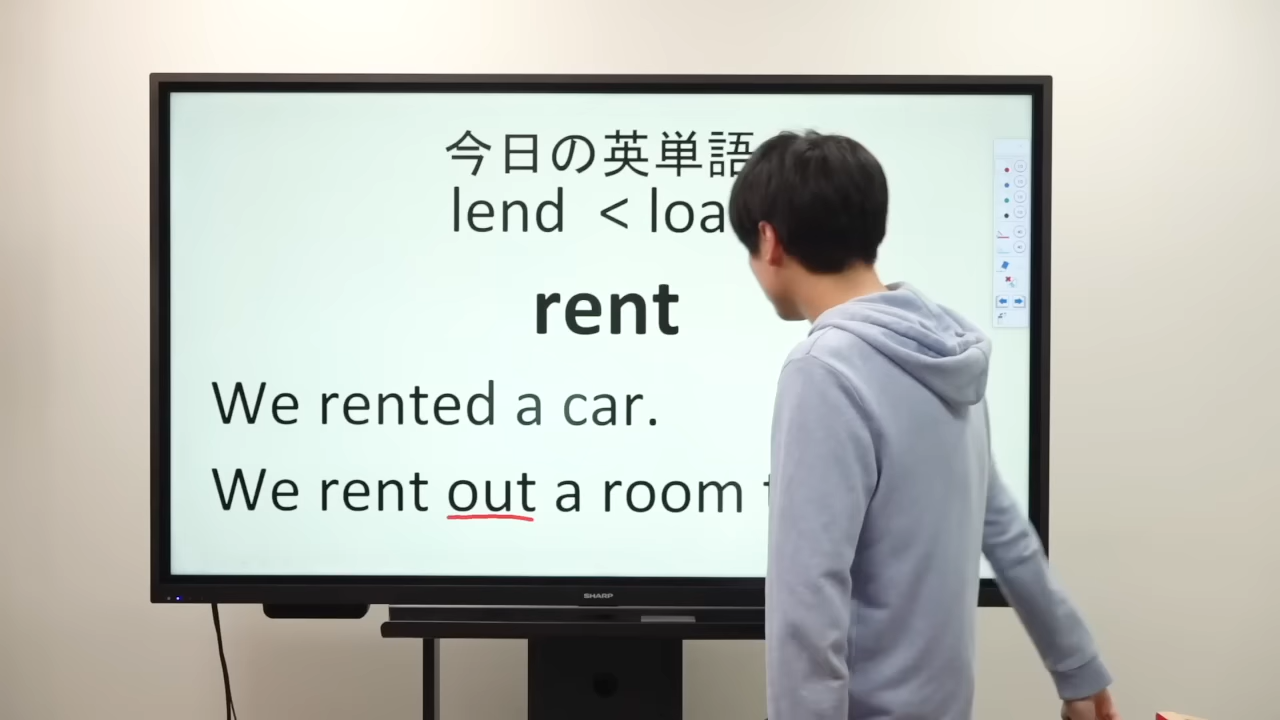 今日の英単語
lend < loa
rent
We rented a car.
We rent out a room
SHARP